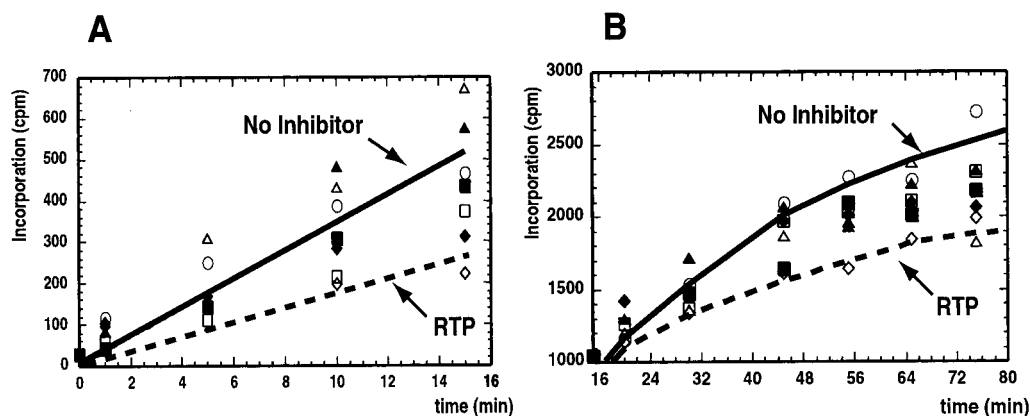 A
B
Incorporation (cpm)
700
600
500
400
300
200
100
0
No Inhibitor
RTP
0 2 4 6 8 10 12 14 16
time (min)
Incorporation (cpm)
3000
2500
2000
1500
1000
No Inhibitor
RTP
16 24 32 40 48 56 64 72 80
time (min)